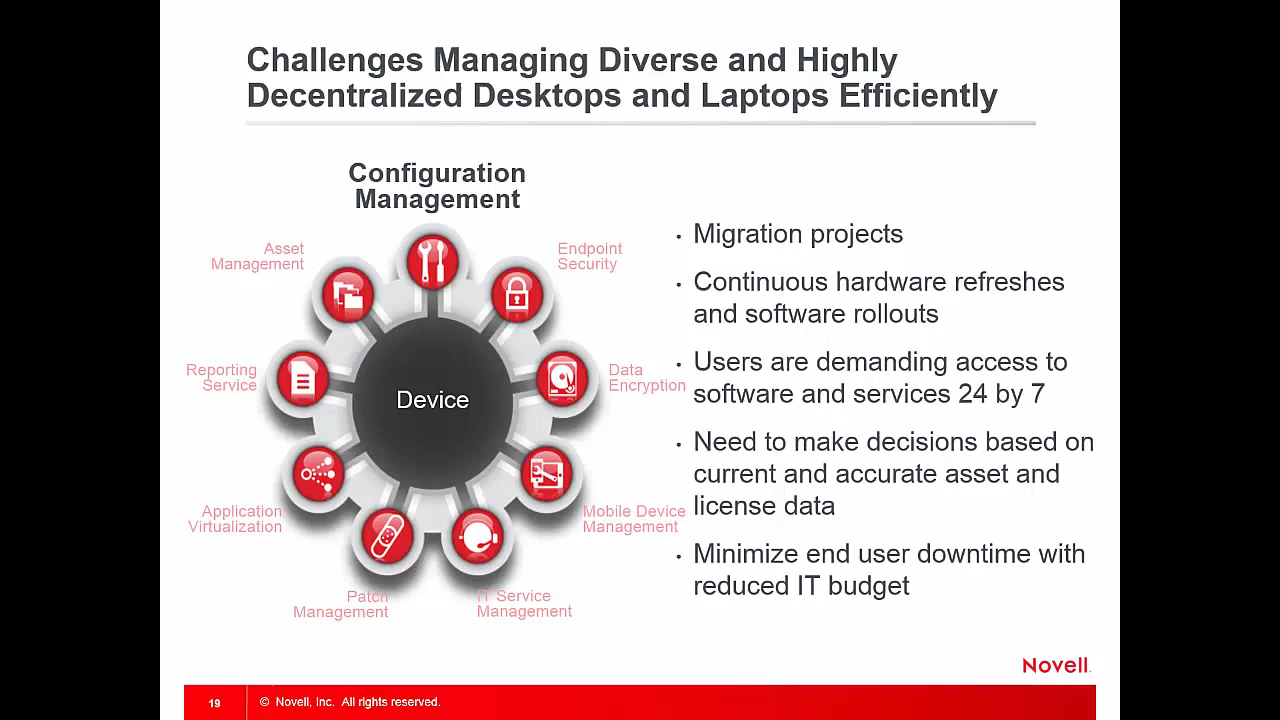 Challenges Managing Diverse and Highly
Decentralized Desktops and Laptops Efficiently
Configuration
Management
Asset
Management
Endpoint
Security
Reporting
Service
Device
Data
Encryption
Application
Virtualization
Mobile Device
Management
Patch
Management
IT Service
Management
• Migration projects
• Continuous hardware refreshes
and software rollouts
• Users are demanding access to
software and services 24 by 7
• Need to make decisions based on
current and accurate asset and
license data
• Minimize end user downtime with
reduced IT budget
Novell.
19
© Novell, Inc. All rights reserved.